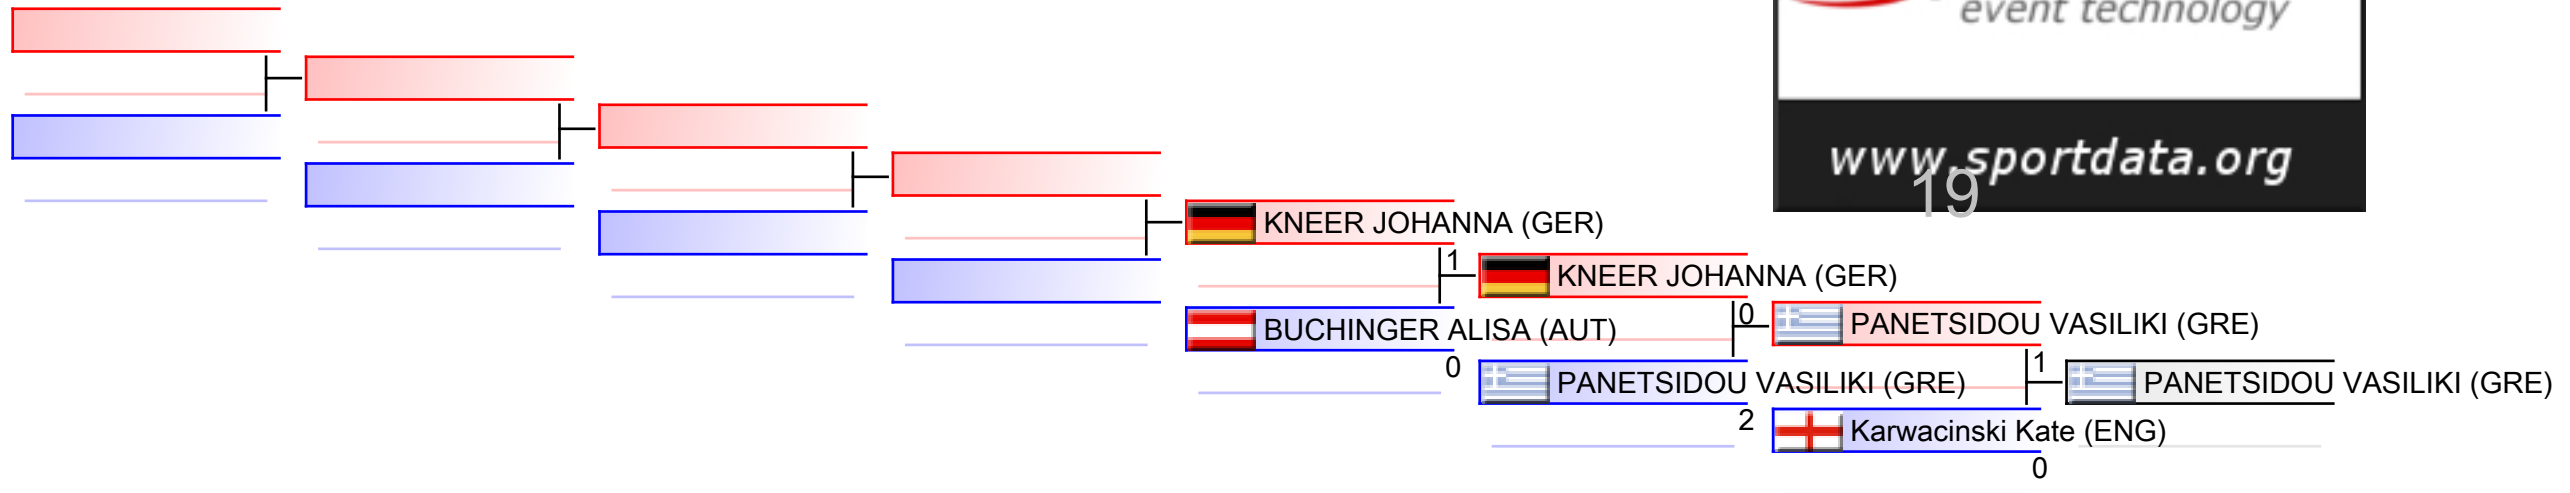 event technology
www.sportdata.org
19
KNEER JOHANNA (GER)
1
KNEER JOHANNA (GER)
BUCHINGER ALISA (AUT)
0
0
PANETSIDOU VASILIKI (GRE)
PANETSIDOU VASILIKI (GRE)
2
1
PANETSIDOU VASILIKI (GRE)
Karwacinski Kate (ENG)
0